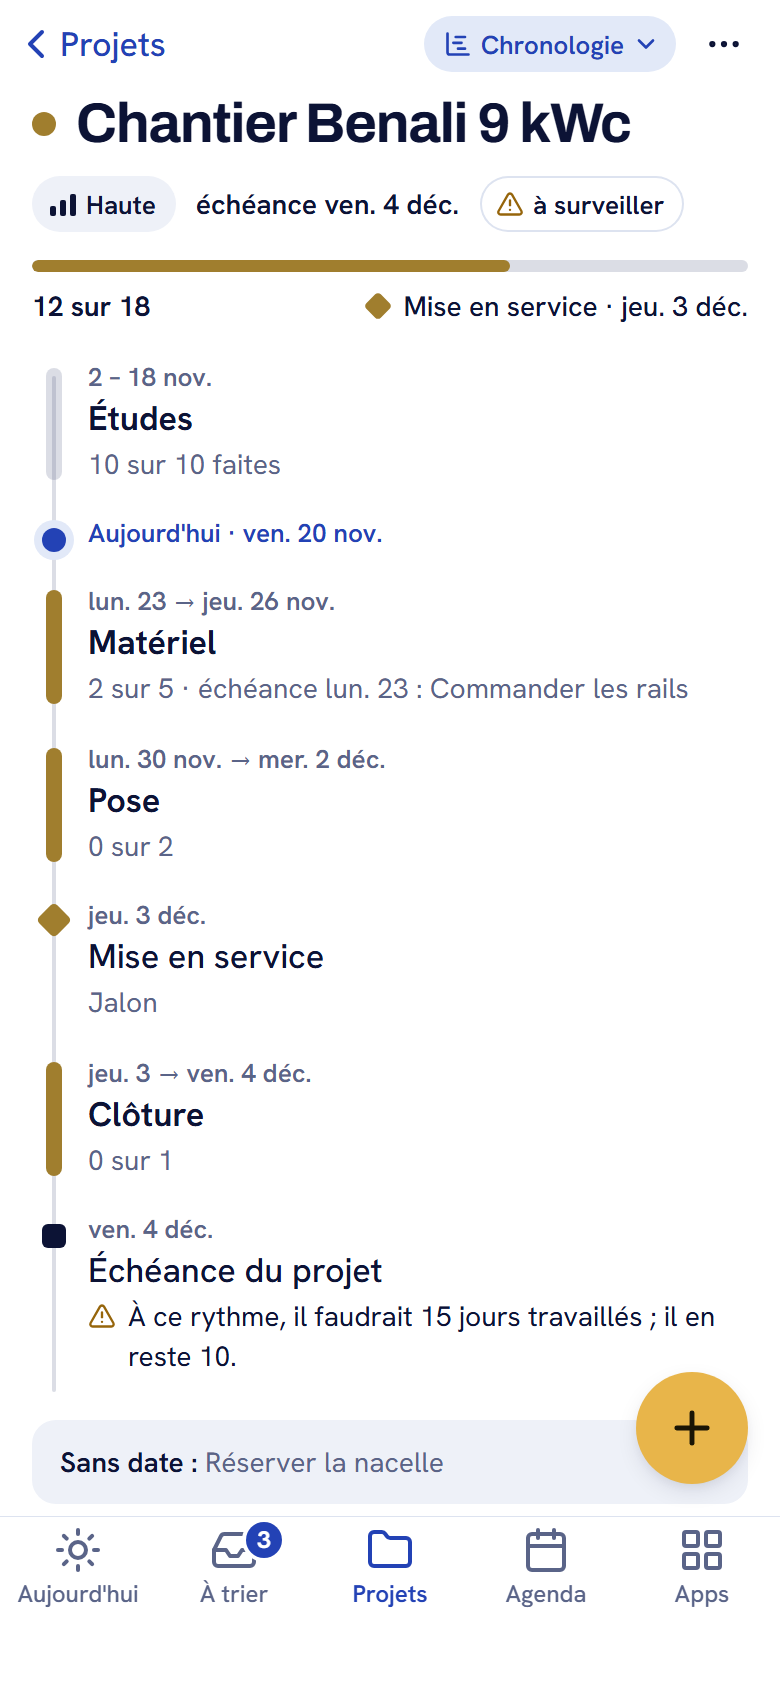 Projets
Chronologie
Chantier Benali 9 kWc
Haute
échéance ven. 4 déc.
à surveiller
12 sur 18
Mise en service · jeu. 3 déc.
2 – 18 nov.
Études
10 sur 10 faites
Aujourd'hui · ven. 20 nov.
lun. 23 → jeu. 26 nov.
Matériel
2 sur 5 · échéance lun. 23 : Commander les rails
lun. 30 nov. → mer. 2 déc.
Pose
0 sur 2
jeu. 3 déc.
Mise en service
Jalon
jeu. 3 → ven. 4 déc.
Clôture
0 sur 1
ven. 4 déc.
Échéance du projet
À ce rythme, il faudrait 15 jours travaillés ; il en
reste 10.
Sans date : Réserver la nacelle
3
Aujourd'hui
À trier
Projets
Agenda
Apps